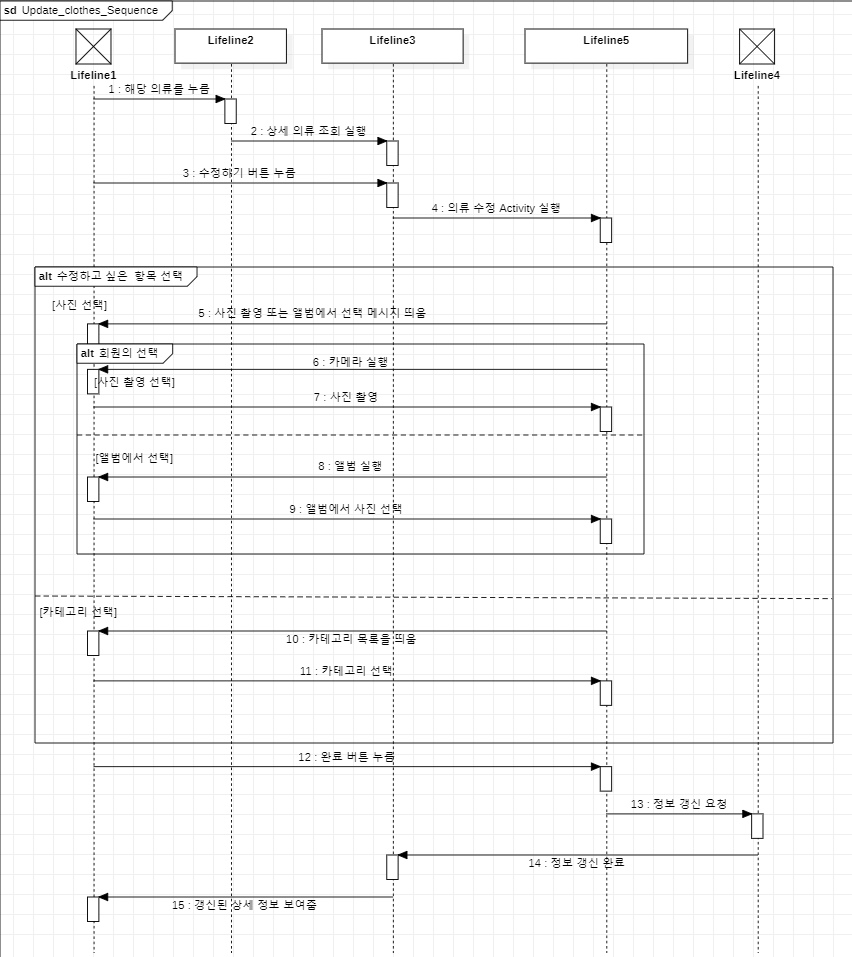 sd Update_clothes_Sequence
Lifeline2
Lifeline3
Lifeline5
Lifeline1
Lifeline4
1 : 해당 의류를 누름
2 : 상세 의류 조회 실행
3 : 수정하기 버튼 누름
4 : 의류 수정 Activity 실행
alt 수정하고 싶은 항목 선택
[사진 선택]
5 : 사진 촬영 또는 앨범에서 선택 메시지 띄움
alt 회원의 선택
6 : 카메라 실행
[사진 촬영 선택]
7 : 사진 촬영
[앨범에서 선택]
8 : 앨범 실행
9 : 앨범에서 사진 선택
[카테고리 선택]
10 : 카테고리 목록을 띄움
11 : 카테고리 선택
12 : 완료 버튼 누름
13 : 정보 갱신 요청
14 : 정보 갱신 완료
15 : 갱신된 상세 정보 보여줌